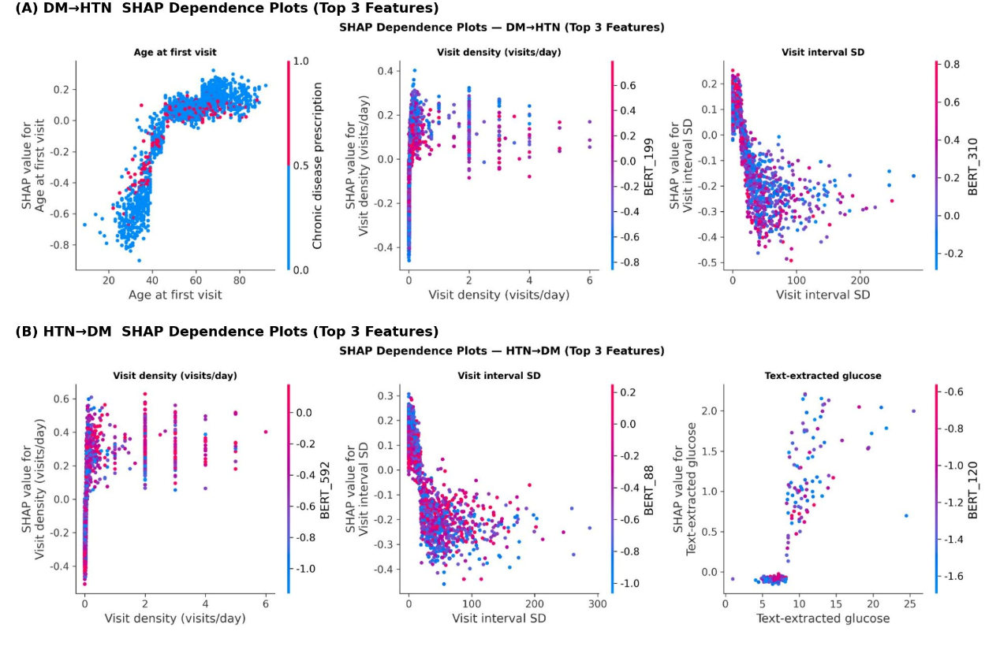 (A) DM→HTN  SHAP Dependence Plots (Top 3 Features)
SHAP Dependence Plots — DM→HTN (Top 3 Features)
Age at first visit
SHAP value for
Age at first visit
0.2
0.0
-0.2
-0.4
-0.6
-0.8
20 40 60 80
Age at first visit
1.0
0.5
0.0
Chronic disease prescription
Visit density (visits/day)
SHAP value for
Visit density (visits/day)
0.4
0.2
0.0
-0.2
-0.4
0 2 4 6
Visit density (visits/day)
0.6
0.4
0.2
0.0
-0.2
-0.4
-0.6
-0.8
BERT_199
Visit interval SD
SHAP value for
Visit interval SD
0.2
0.1
0.0
-0.1
-0.2
-0.3
-0.4
-0.5
0 100 200
Visit interval SD
0.8
0.6
0.4
0.2
0.0
-0.2
BERT_310
(B) HTN→DM  SHAP Dependence Plots (Top 3 Features)
SHAP Dependence Plots — HTN→DM (Top 3 Features)
Visit density (visits/day)
SHAP value for
Visit density (visits/day)
0.6
0.4
0.2
0.0
-0.2
-0.4
0 2 4 6
Visit density (visits/day)
0.0
-0.2
-0.4
-0.6
-0.8
-1.0
BERT_592
Visit interval SD
SHAP value for
Visit interval SD
0.3
0.2
0.1
0.0
-0.1
-0.2
-0.3
-0.4
0 100 200 300
Visit interval SD
0.2
0.0
-0.2
-0.4
-0.6
-0.8
-1.0
BERT_88
Text-extracted glucose
SHAP value for
Text-extracted glucose
2.0
1.5
1.0
0.5
0.0
0 5 10 15 20 25
Text-extracted glucose
-0.6
-0.8
-1.0
-1.2
-1.4
-1.6
BERT_120